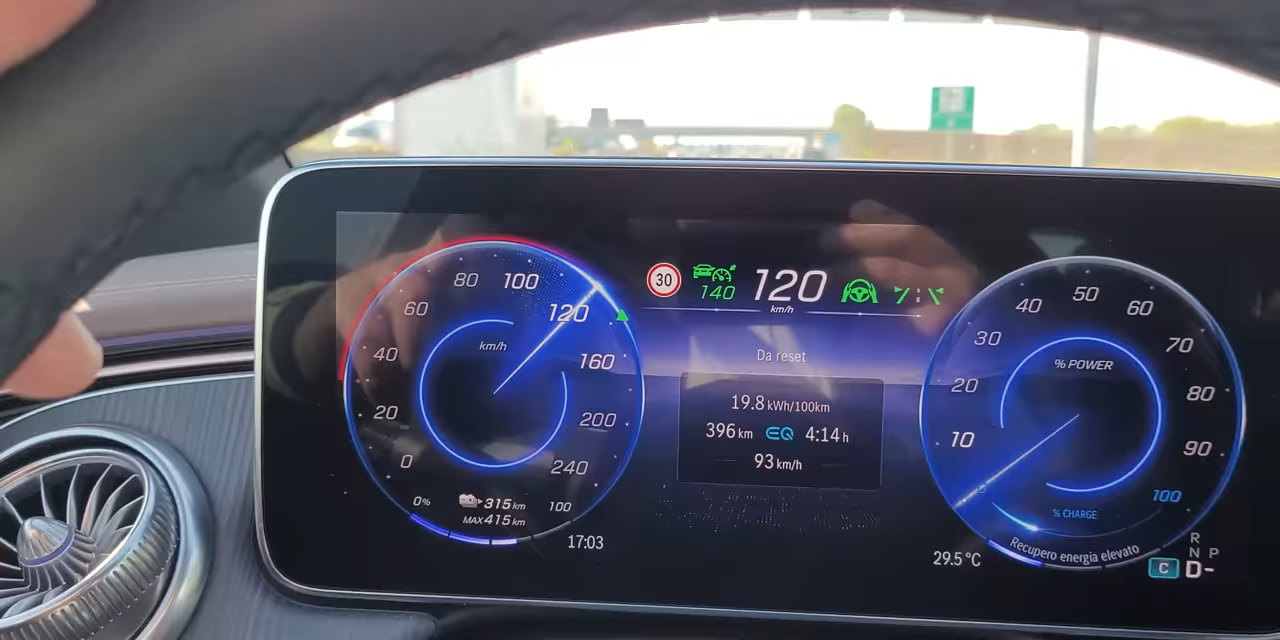 30
140
120
km/h
80
100
60
120
km/h
40
160
20
200
0
240
0%
315 km
100
MAX 415 km
17:03
Da reset
19.8 kWh/100km
396 km EQ 4:14 h
93 km/h
50
40
60
30
70
% POWER
20
80
10
90
0
100
% CHARGE
Recupero energia elevato
29.5 °C
R
N P
C D-